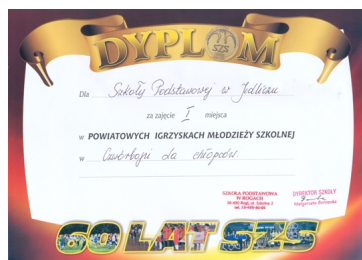 DYPLOM
SZS
Dla Szkoły Podstawowej w Jedliczu
za zajęcie I miejsca
w POWIATOWYCH IGRZYSKACH MŁODZIEŻY SZKOLNEJ
w Czwórboju dla chłopców
SZKOŁA PODSTAWOWA
W ROGACH
DYREKTOR SZKOŁY
60 LAT SZS